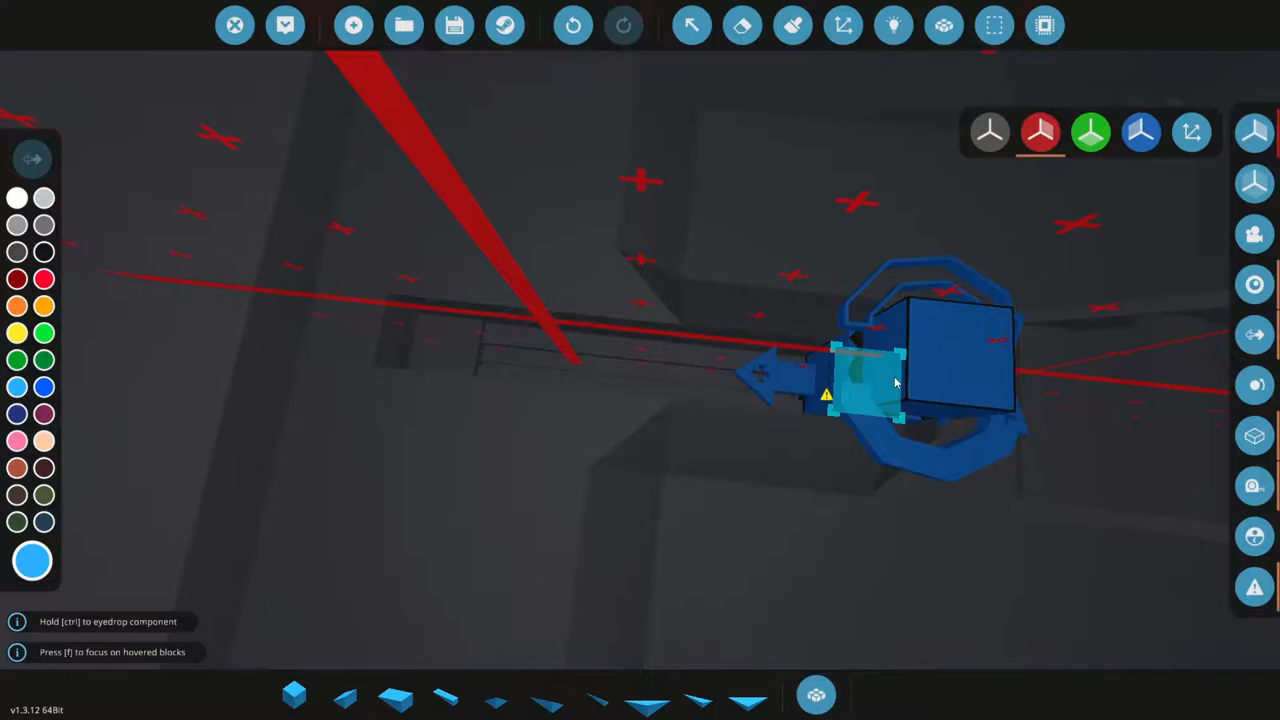 Hold [ctrl] to eyedrop component
Press [f] to focus on hovered blocks
v1.3.12 64Bit